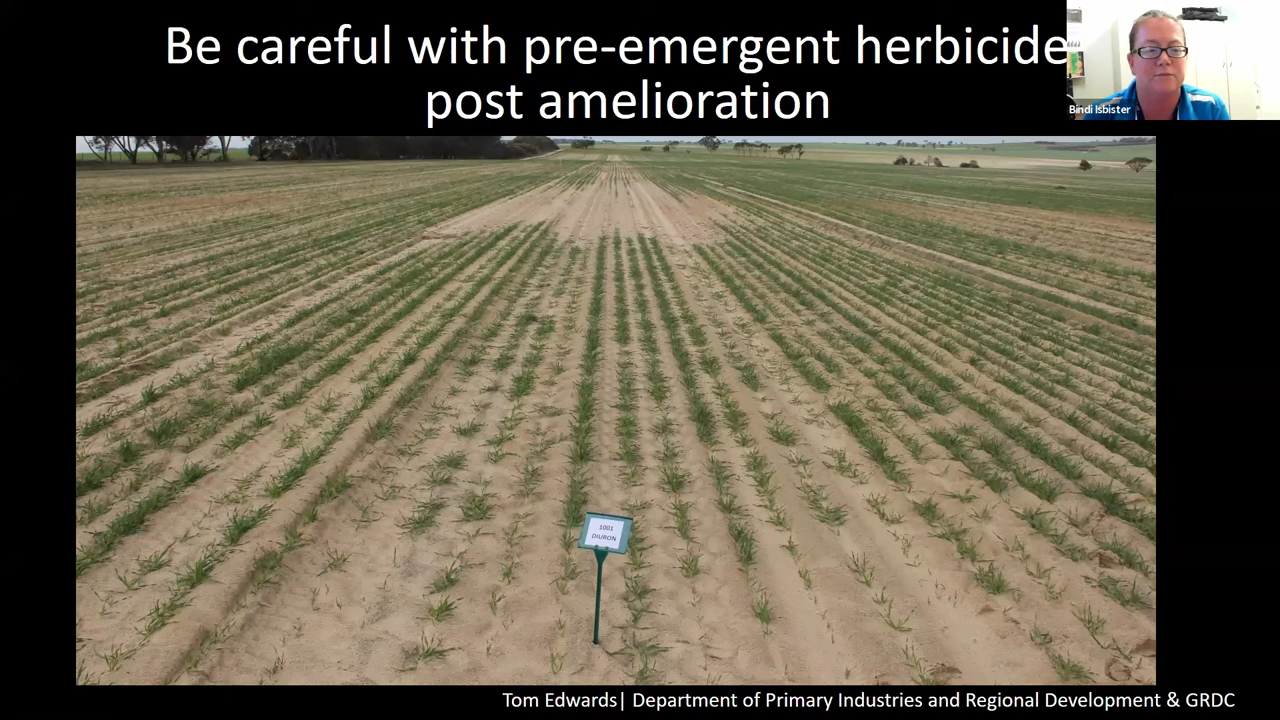 Be careful with pre-emergent herbicide
post amelioration
Bindi Isbister
1001
DIURON
Tom Edwards| Department of Primary Industries and Regional Development & GRDC